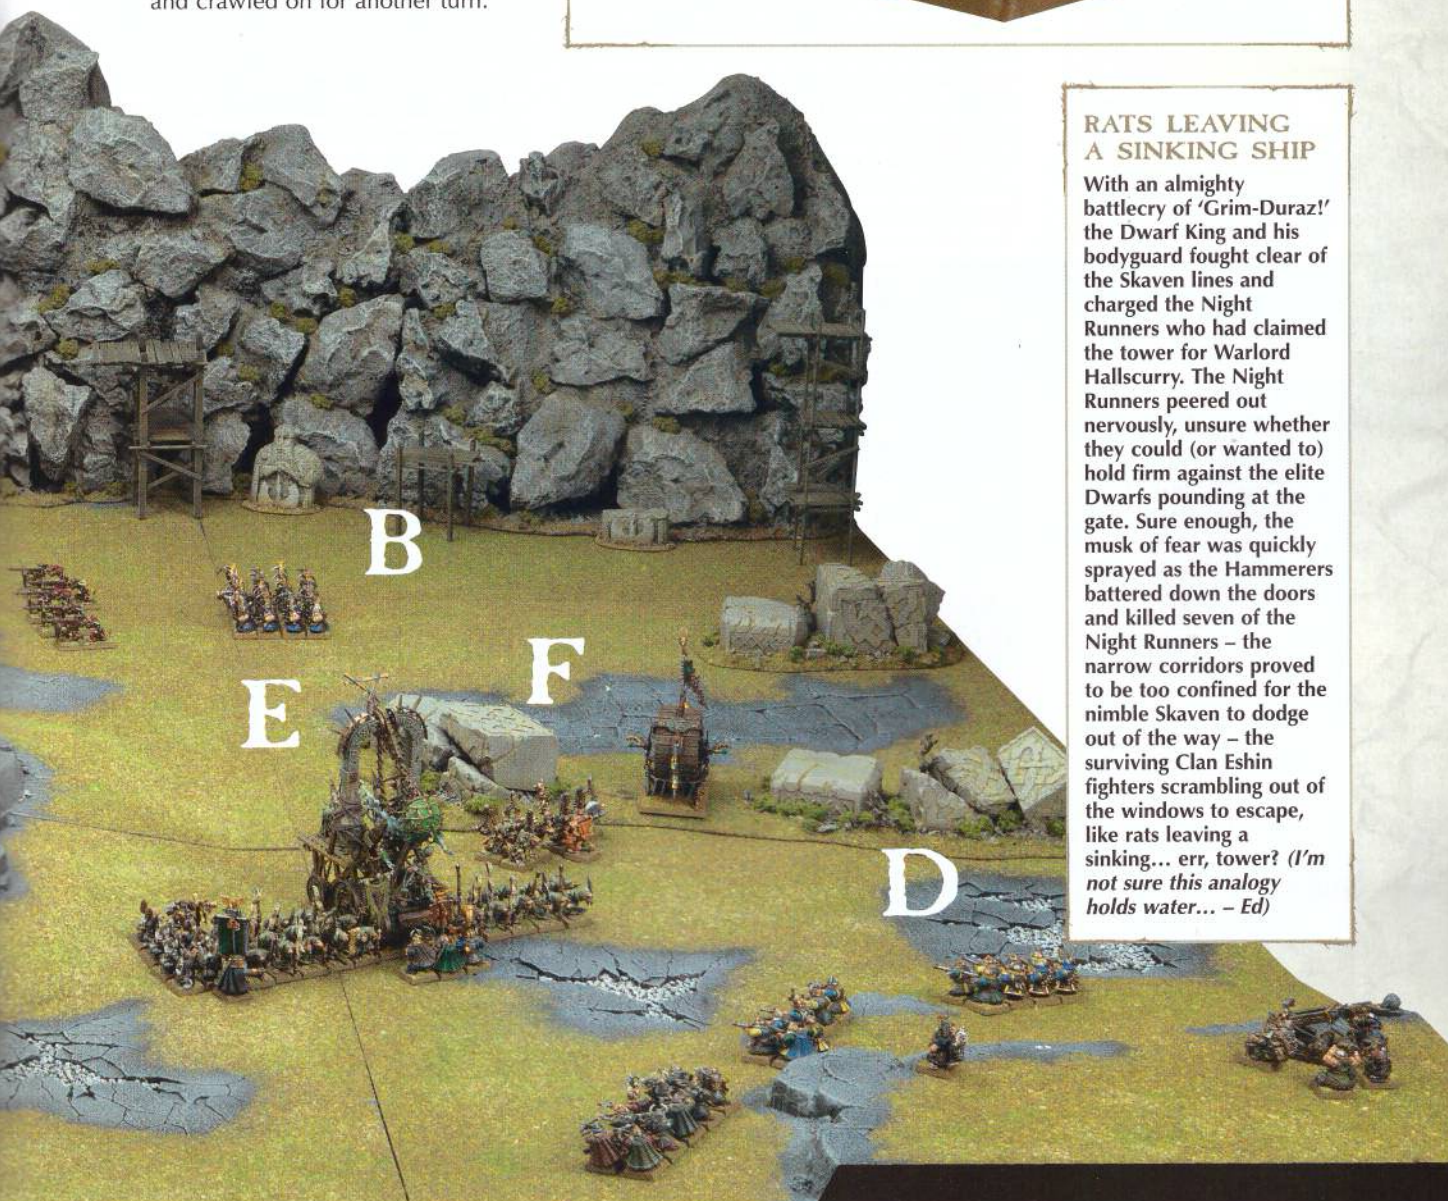 and crawled on for another turn.
RATS LEAVING
A SINKING SHIP
With an almighty
battlecry of ‘Grim-Duraz!’
the Dwarf King and his
bodyguard fought clear of
the Skaven lines and
charged the Night
Runners who had claimed
the tower for Warlord
Hallscurry. The Night
Runners peered out
nervously, unsure whether
they could (or wanted to)
hold firm against the elite
Dwarfs pounding at the
gate. Sure enough, the
musk of fear was quickly
sprayed as the Hammerers
battered down the doors
and killed seven of the
Night Runners – the
narrow corridors proved
to be too confined for the
nimble Skaven to dodge
out of the way – the
surviving Clan Eshin
fighters scrambling out of
the windows to escape,
like rats leaving a
sinking... err, tower? (I’m
not sure this analogy
holds water... – Ed)
B
F
E
D